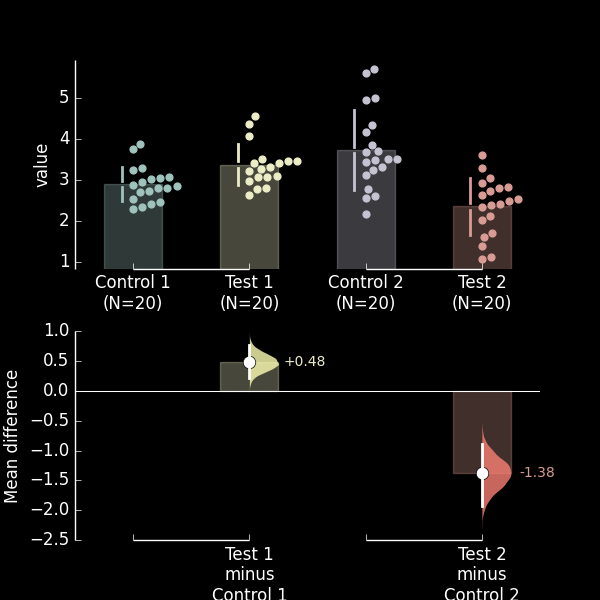 5
4
3
2
1
value
Control 1
(N=20)
Test 1
(N=20)
Control 2
(N=20)
Test 2
(N=20)
1.0
0.5
0.0
−0.5
−1.0
−1.5
−2.0
−2.5
Mean difference
+0.48
-1.38
Test 1
minus
Control 1
Test 2
minus
Control 2